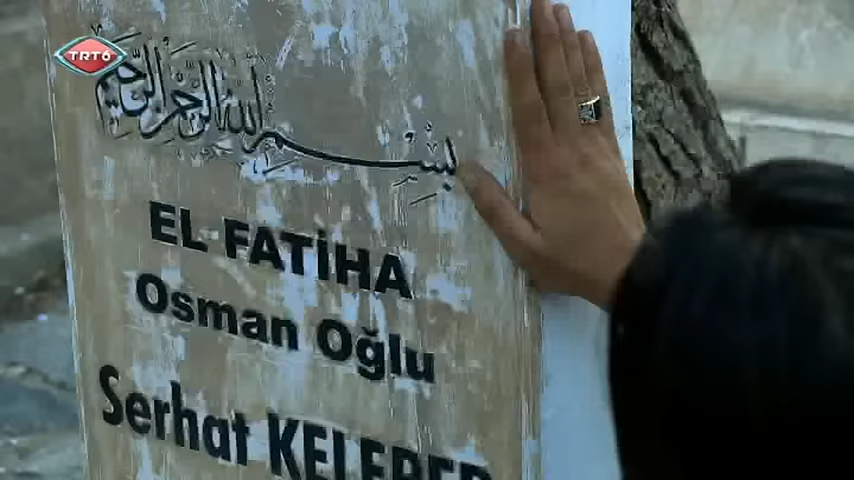 TRT6
بسم الله الرحمن الرحيم
EL FATİHA
Osman Oğlu
Serhat